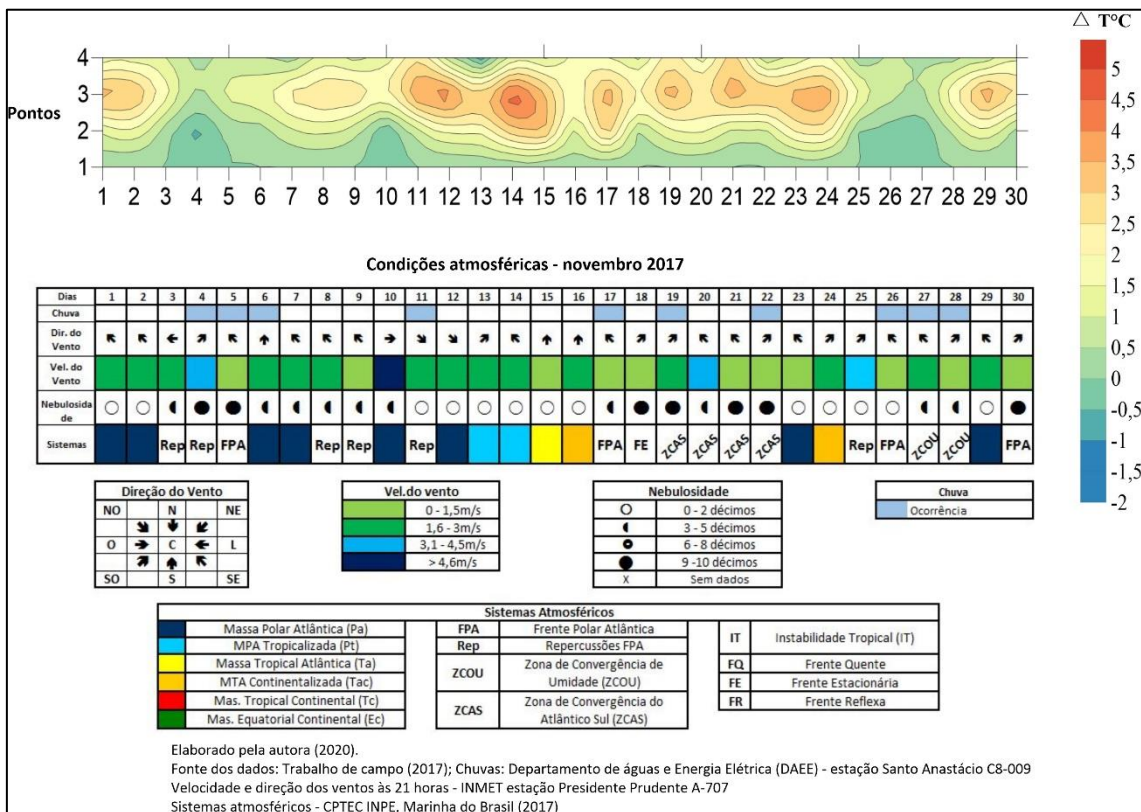 △ T°C
4
3
2
1
Pontos
1 2 3 4 5 6 7 8 9 10 11 12 13 14 15 16 17 18 19 20 21 22 23 24 25 26 27 28 29 30
5
4,5
4
3,5
3
2,5
2
1,5
1
0,5
0
-0,5
-1
-1,5
-2
Condições atmosféricas - novembro 2017
Dias 1 2 3 4 5 6 7 8 9 10 11 12 13 14 15 16 17 18 19 20 21 22 23 24 25 26 27 28 29 30
Chuva
Dir. do Vento
Vel. do Vento
Nebulosida de
Sistemas Rep Rep FPA Rep Rep Rep FPA FE ZCAS ZCAS ZCAS ZCAS Rep FPA ZCOU ZCOU FPA
Direção do Vento
NO N NE
O C L
SO S SE
Vel.do vento
0 - 1,5m/s
1,6 - 3m/s
3,1 - 4,5m/s
> 4,6m/s
Nebulosidade
0 - 2 décimos
3 - 5 décimos
6 - 8 décimos
9 -10 décimos
X Sem dados
Chuva
Ocorrência
Sistemas Atmosféricos
Massa Polar Atlântica (Pa)
MPA Tropicalizada (Pt)
Massa Tropical Atlântica (Ta)
MTA Continentalizada (Tac)
Mas. Tropical Continental (Tc)
Mas. Equatorial Continental (Ec)
FPA Frente Polar Atlântica
Rep Repercussões FPA
ZCOU Zona de Convergência de
Umidade (ZCOU)
ZCAS Zona de Convergência do
Atlântico Sul (ZCAS)
IT Instabilidade Tropical (IT)
FQ Frente Quente
FE Frente Estacionária
FR Frente Reflexa
Elaborado pela autora (2020).
Fonte dos dados: Trabalho de campo (2017); Chuvas: Departamento de águas e Energia Elétrica (DAEE) - estação Santo Anastácio C8-009
Velocidade e direção dos ventos às 21 horas - INMET estação Presidente Prudente A-707
Sistemas atmosféricos - CPTEC INPE, Marinha do Brasil (2017)